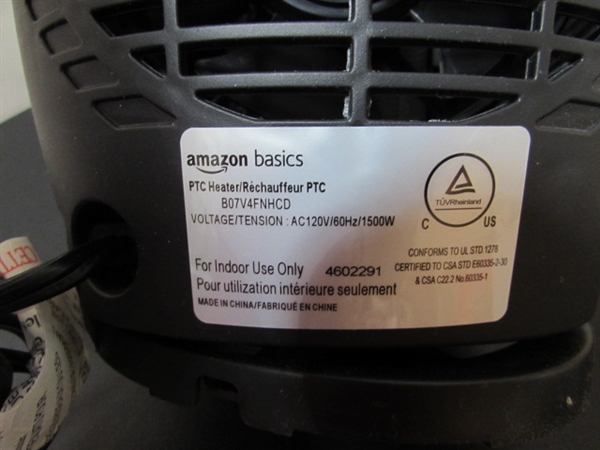 amazon basics
PTC Heater/Réchauffeur PTC
B07V4FNHCD
VOLTAGE/TENSION : AC120V/60Hz/1500W
For Indoor Use Only 4602291
Pour utilization intérieure seulement
MADE IN CHINA/FABRIQUÉ EN CHINE
TÜVRheinland
C US
CONFORMS TO UL STD.1278
CERTIFIED TO CSA STD E60335-2-30
& CSA C22.2 No.60335-1